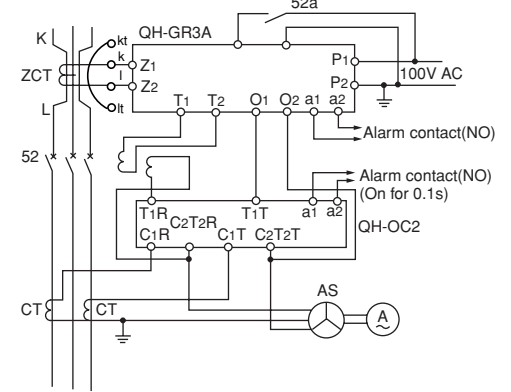 52a
QH-GR3A
K
kt
k
Z1
P1
100V AC
ZCT
l
Z2
P2
L
lt
T1
T2
O1
O2
a1
a2
Alarm contact(NO)
52
Alarm contact(NO)
(On for 0.1s)
T1R
T1T
a1
a2
C2T2R
QH-OC2
C1R
C1T
C2T2T
AS
CT
CT
A